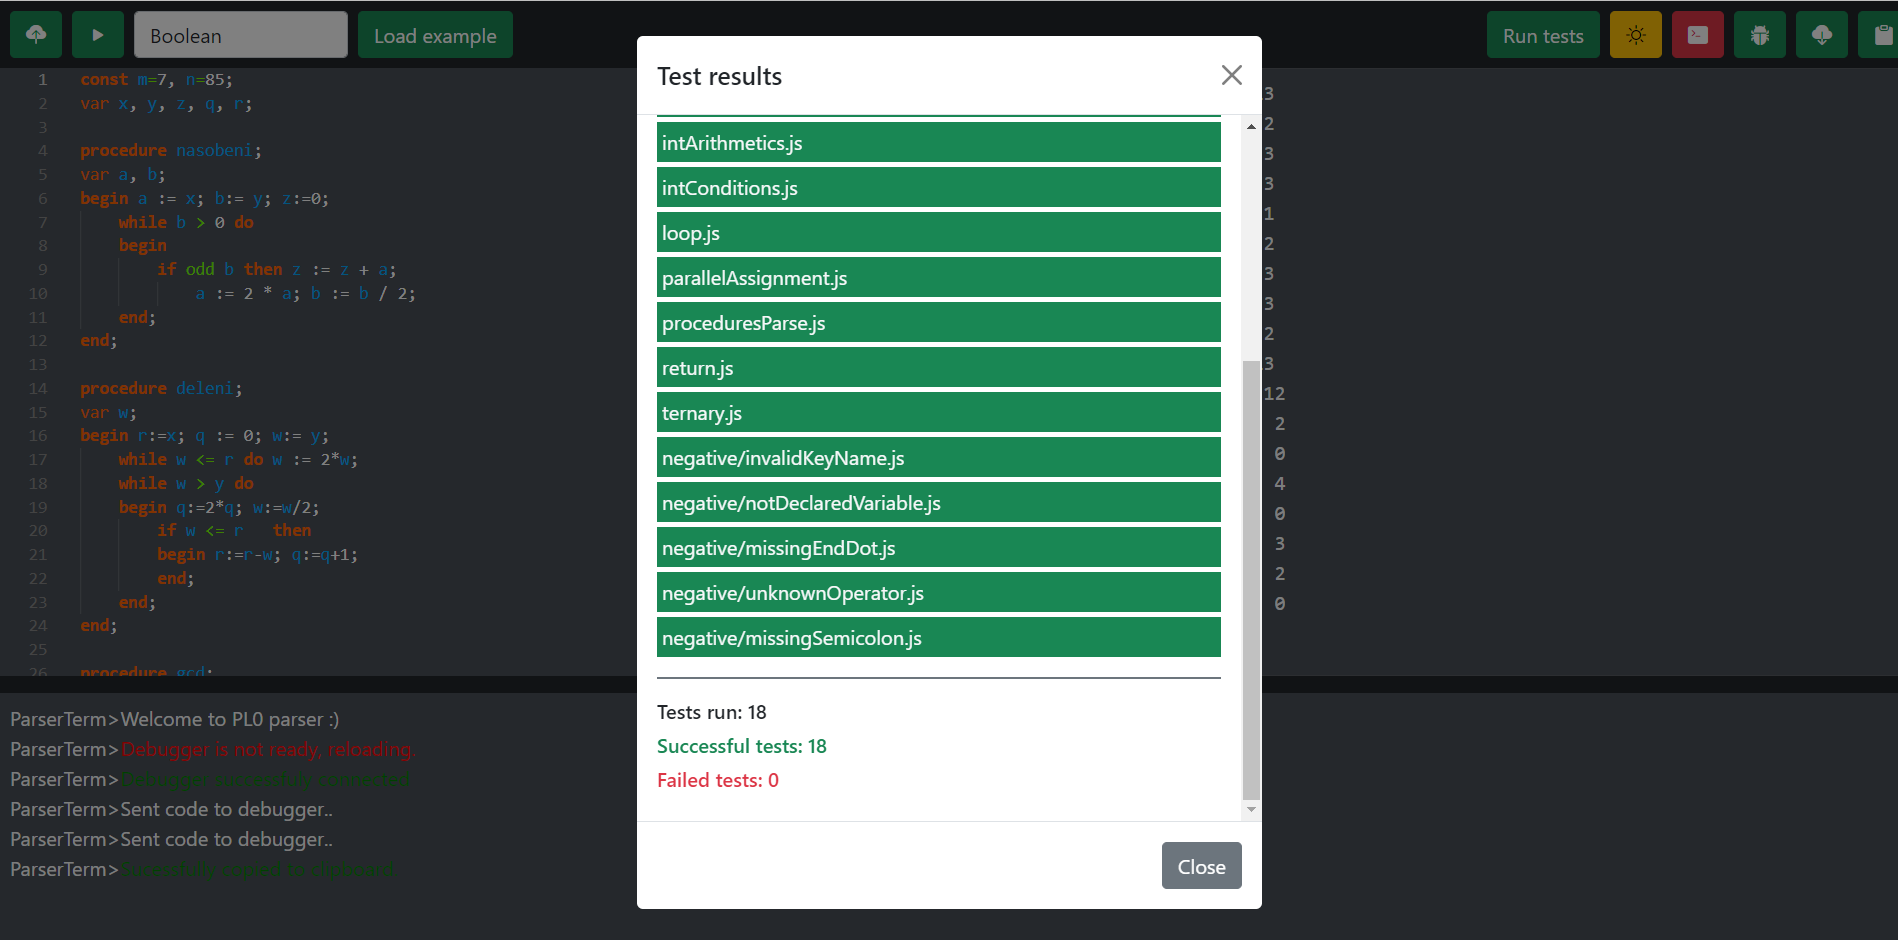 Boolean
Load example
Run tests
1 const m=7, n=85;
2 var x, y, z, q, r;
3
4 procedure nasobeni;
5 var a, b;
6 begin a := x; b:= y; z:=0;
7 while b > 0 do
8 begin
9 if odd b then z := z + a;
10 a := 2 * a; b := b / 2;
11 end;
12 end;
13
14 procedure deleni;
15 var w;
16 begin r:=x; q := 0; w:= y;
17 while w <= r do w := 2*w;
18 while w > y do
19 begin q:=2*q; w:=w/2;
20 if w <= r   then
21 begin r:=r-w; q:=q+1;
22 end;
23 end;
24 end;
25
26 procedure gcd;
Test results
intArithmetics.js
intConditions.js
loop.js
parallelAssignment.js
proceduresParse.js
return.js
ternary.js
negative/invalidKeyName.js
negative/notDeclaredVariable.js
negative/missingEndDot.js
negative/unknownOperator.js
negative/missingSemicolon.js
Tests run: 18
Successful tests: 18
Failed tests: 0
Close
3
2
3
3
1
2
3
3
2
3
12
2
0
4
0
3
2
0
ParserTerm>Welcome to PL0 parser :)
ParserTerm>Debugger is not ready, reloading.
ParserTerm>Debugger successfully connected
ParserTerm>Sent code to debugger..
ParserTerm>Sent code to debugger..
ParserTerm>